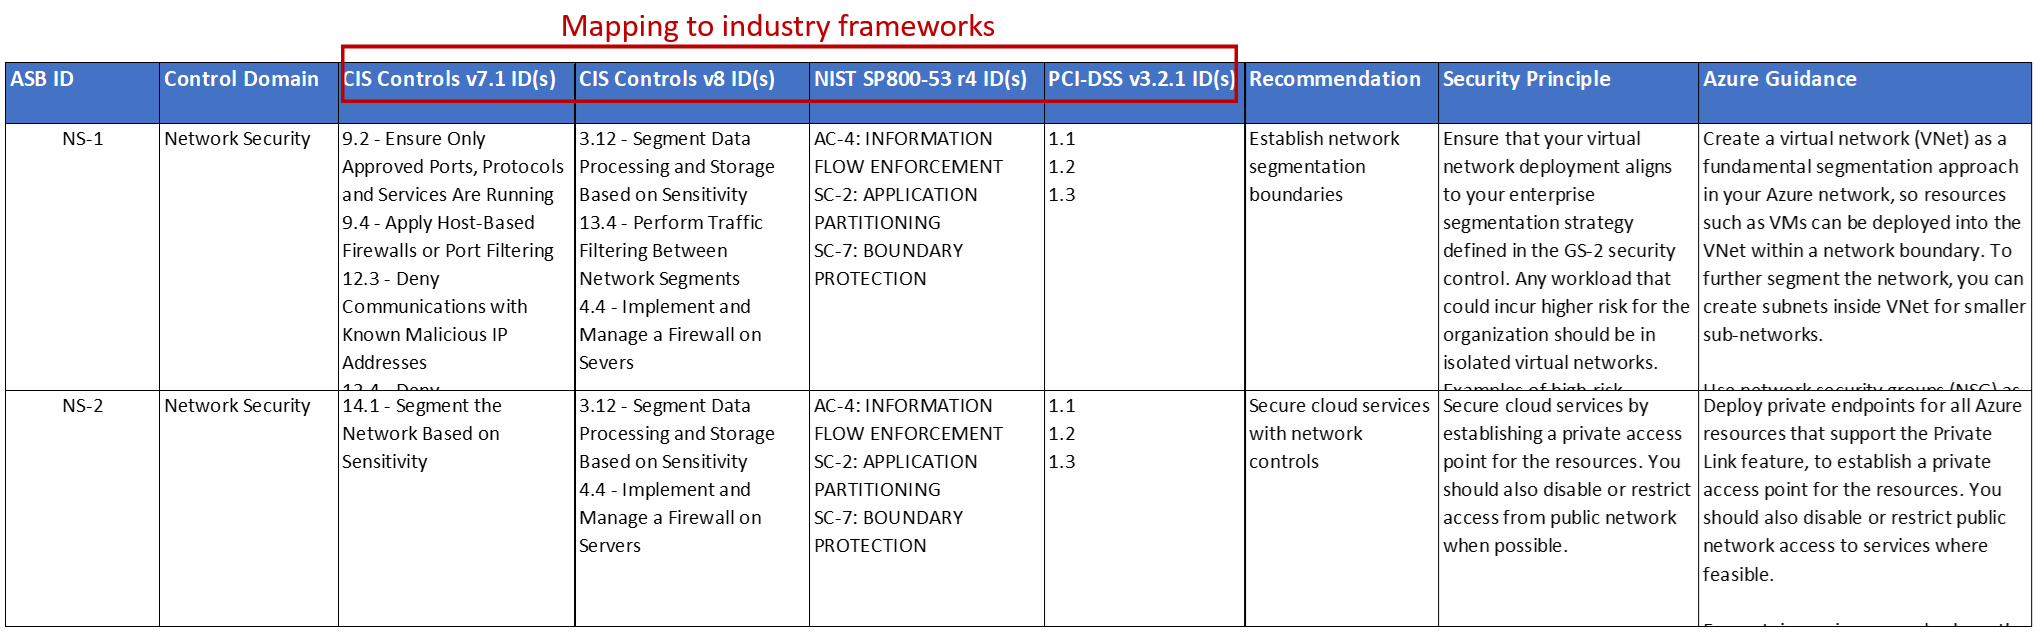 Mapping to industry frameworks
ASB ID
Control Domain
CIS Controls v7.1 ID(s)
CIS Controls v8 ID(s)
NIST SP800-53 r4 ID(s)
PCI-DSS v3.2.1 ID(s)
Recommendation
Security Principle
Azure Guidance
NS-1
Network Security
9.2 - Ensure Only
Approved Ports, Protocols
and Services Are Running
9.4 - Apply Host-Based
Firewalls or Port Filtering
12.3 - Deny
Communications with
Known Malicious IP
Addresses
12.4 - Deny
3.12 - Segment Data
Processing and Storage
Based on Sensitivity
13.4 - Perform Traffic
Filtering Between
Network Segments
4.4 - Implement and
Manage a Firewall on
Severs
AC-4: INFORMATION
FLOW ENFORCEMENT
SC-2: APPLICATION
PARTITIONING
SC-7: BOUNDARY
PROTECTION
1.1
1.2
1.3
Establish network
segmentation
boundaries
Ensure that your virtual
network deployment aligns
to your enterprise
segmentation strategy
defined in the GS-2 security
control. Any workload that
could incur higher risk for the
organization should be in
isolated virtual networks.
Examples of high-risk
Create a virtual network (VNet) as a
fundamental segmentation approach
in your Azure network, so resources
such as VMs can be deployed into the
VNet within a network boundary. To
further segment the network, you can
create subnets inside VNet for smaller
sub-networks.
Use network security groups (NSG) as
NS-2
Network Security
14.1 - Segment the
Network Based on
Sensitivity
3.12 - Segment Data
Processing and Storage
Based on Sensitivity
4.4 - Implement and
Manage a Firewall on
Servers
AC-4: INFORMATION
FLOW ENFORCEMENT
SC-2: APPLICATION
PARTITIONING
SC-7: BOUNDARY
PROTECTION
1.1
1.2
1.3
Secure cloud services
with network
controls
Secure cloud services by
establishing a private access
point for the resources. You
should also disable or restrict
access from public network
when possible.
Deploy private endpoints for all Azure
resources that support the Private
Link feature, to establish a private
access point for the resources. You
should also disable or restrict public
network access to services where
feasible.